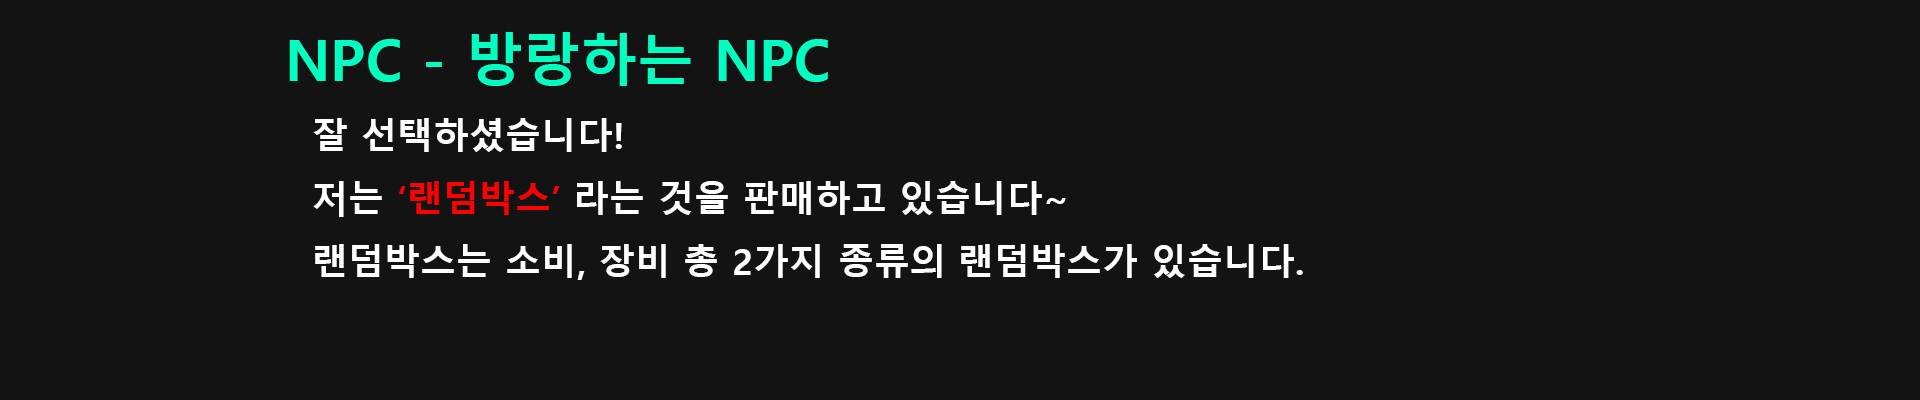 NPC - 방랑하는 NPC
잘 선택하셨습니다!
저는 ‘랜덤박스’ 라는 것을 판매하고 있습니다~
랜덤박스는 소비, 장비 총 2가지 종류의 랜덤박스가 있습니다.